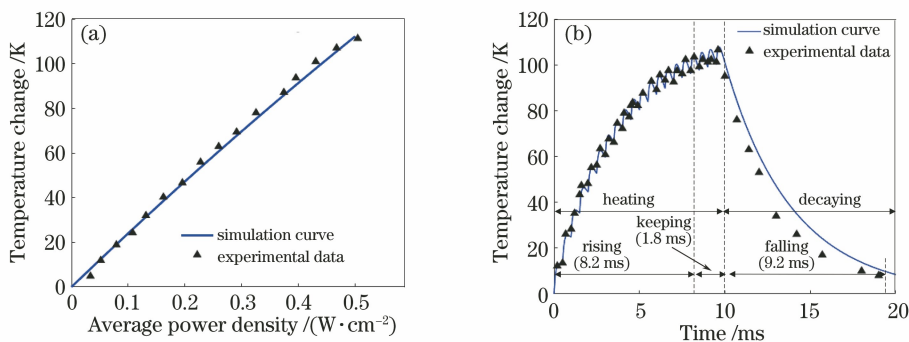 (a)
Temperature change /K
120
100
80
60
40
20
0
simulation curve
experimental data
0 0.1 0.2 0.3 0.4 0.5
Average power density /(W·cm⁻²)
(b)
Temperature change /K
120
100
80
60
40
20
0
simulation curve
experimental data
heating
decaying
keeping
(1.8 ms)
rising
(8.2 ms)
falling
(9.2 ms)
0 5 10 15 20
Time /ms